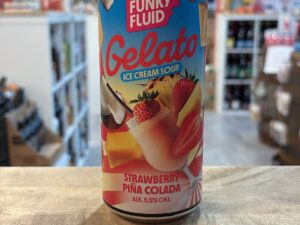 FUNKY
FLUID
Gelato
ICE CREAM SOUR
STRAWBERRY
PIÑA COLADA
ALK. 5,5% OBJ.